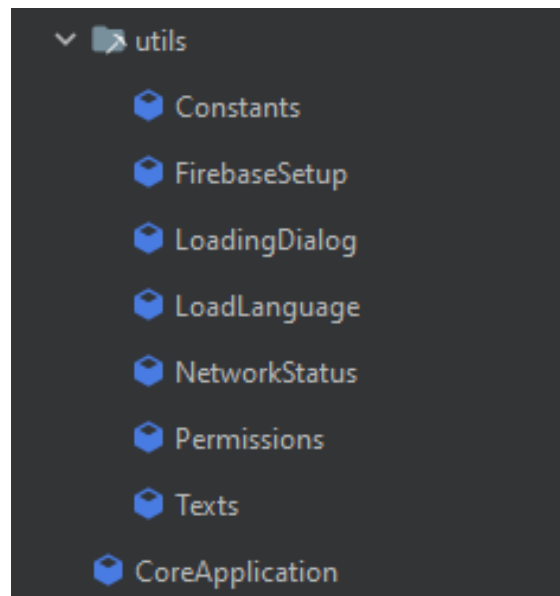 utils
Constants
FirebaseSetup
LoadingDialog
LoadLanguage
NetworkStatus
Permissions
Texts
CoreApplication